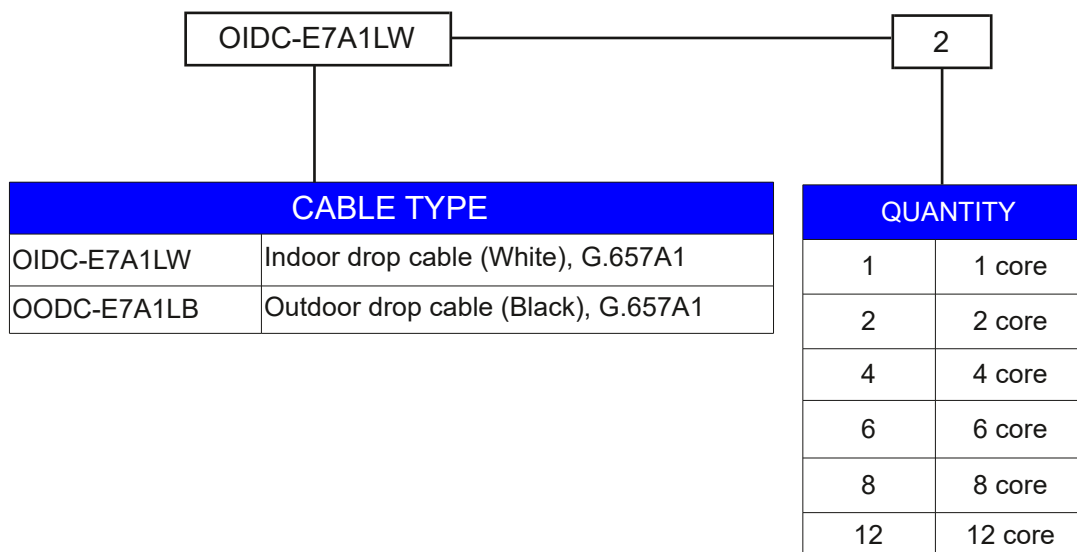 OIDC-E7A1LW 2
CABLE TYPE
OIDC-E7A1LW Indoor drop cable (White), G.657A1
OODC-E7A1LB Outdoor drop cable (Black), G.657A1
QUANTITY
1 1 core
2 2 core
4 4 core
6 6 core
8 8 core
12 12 core